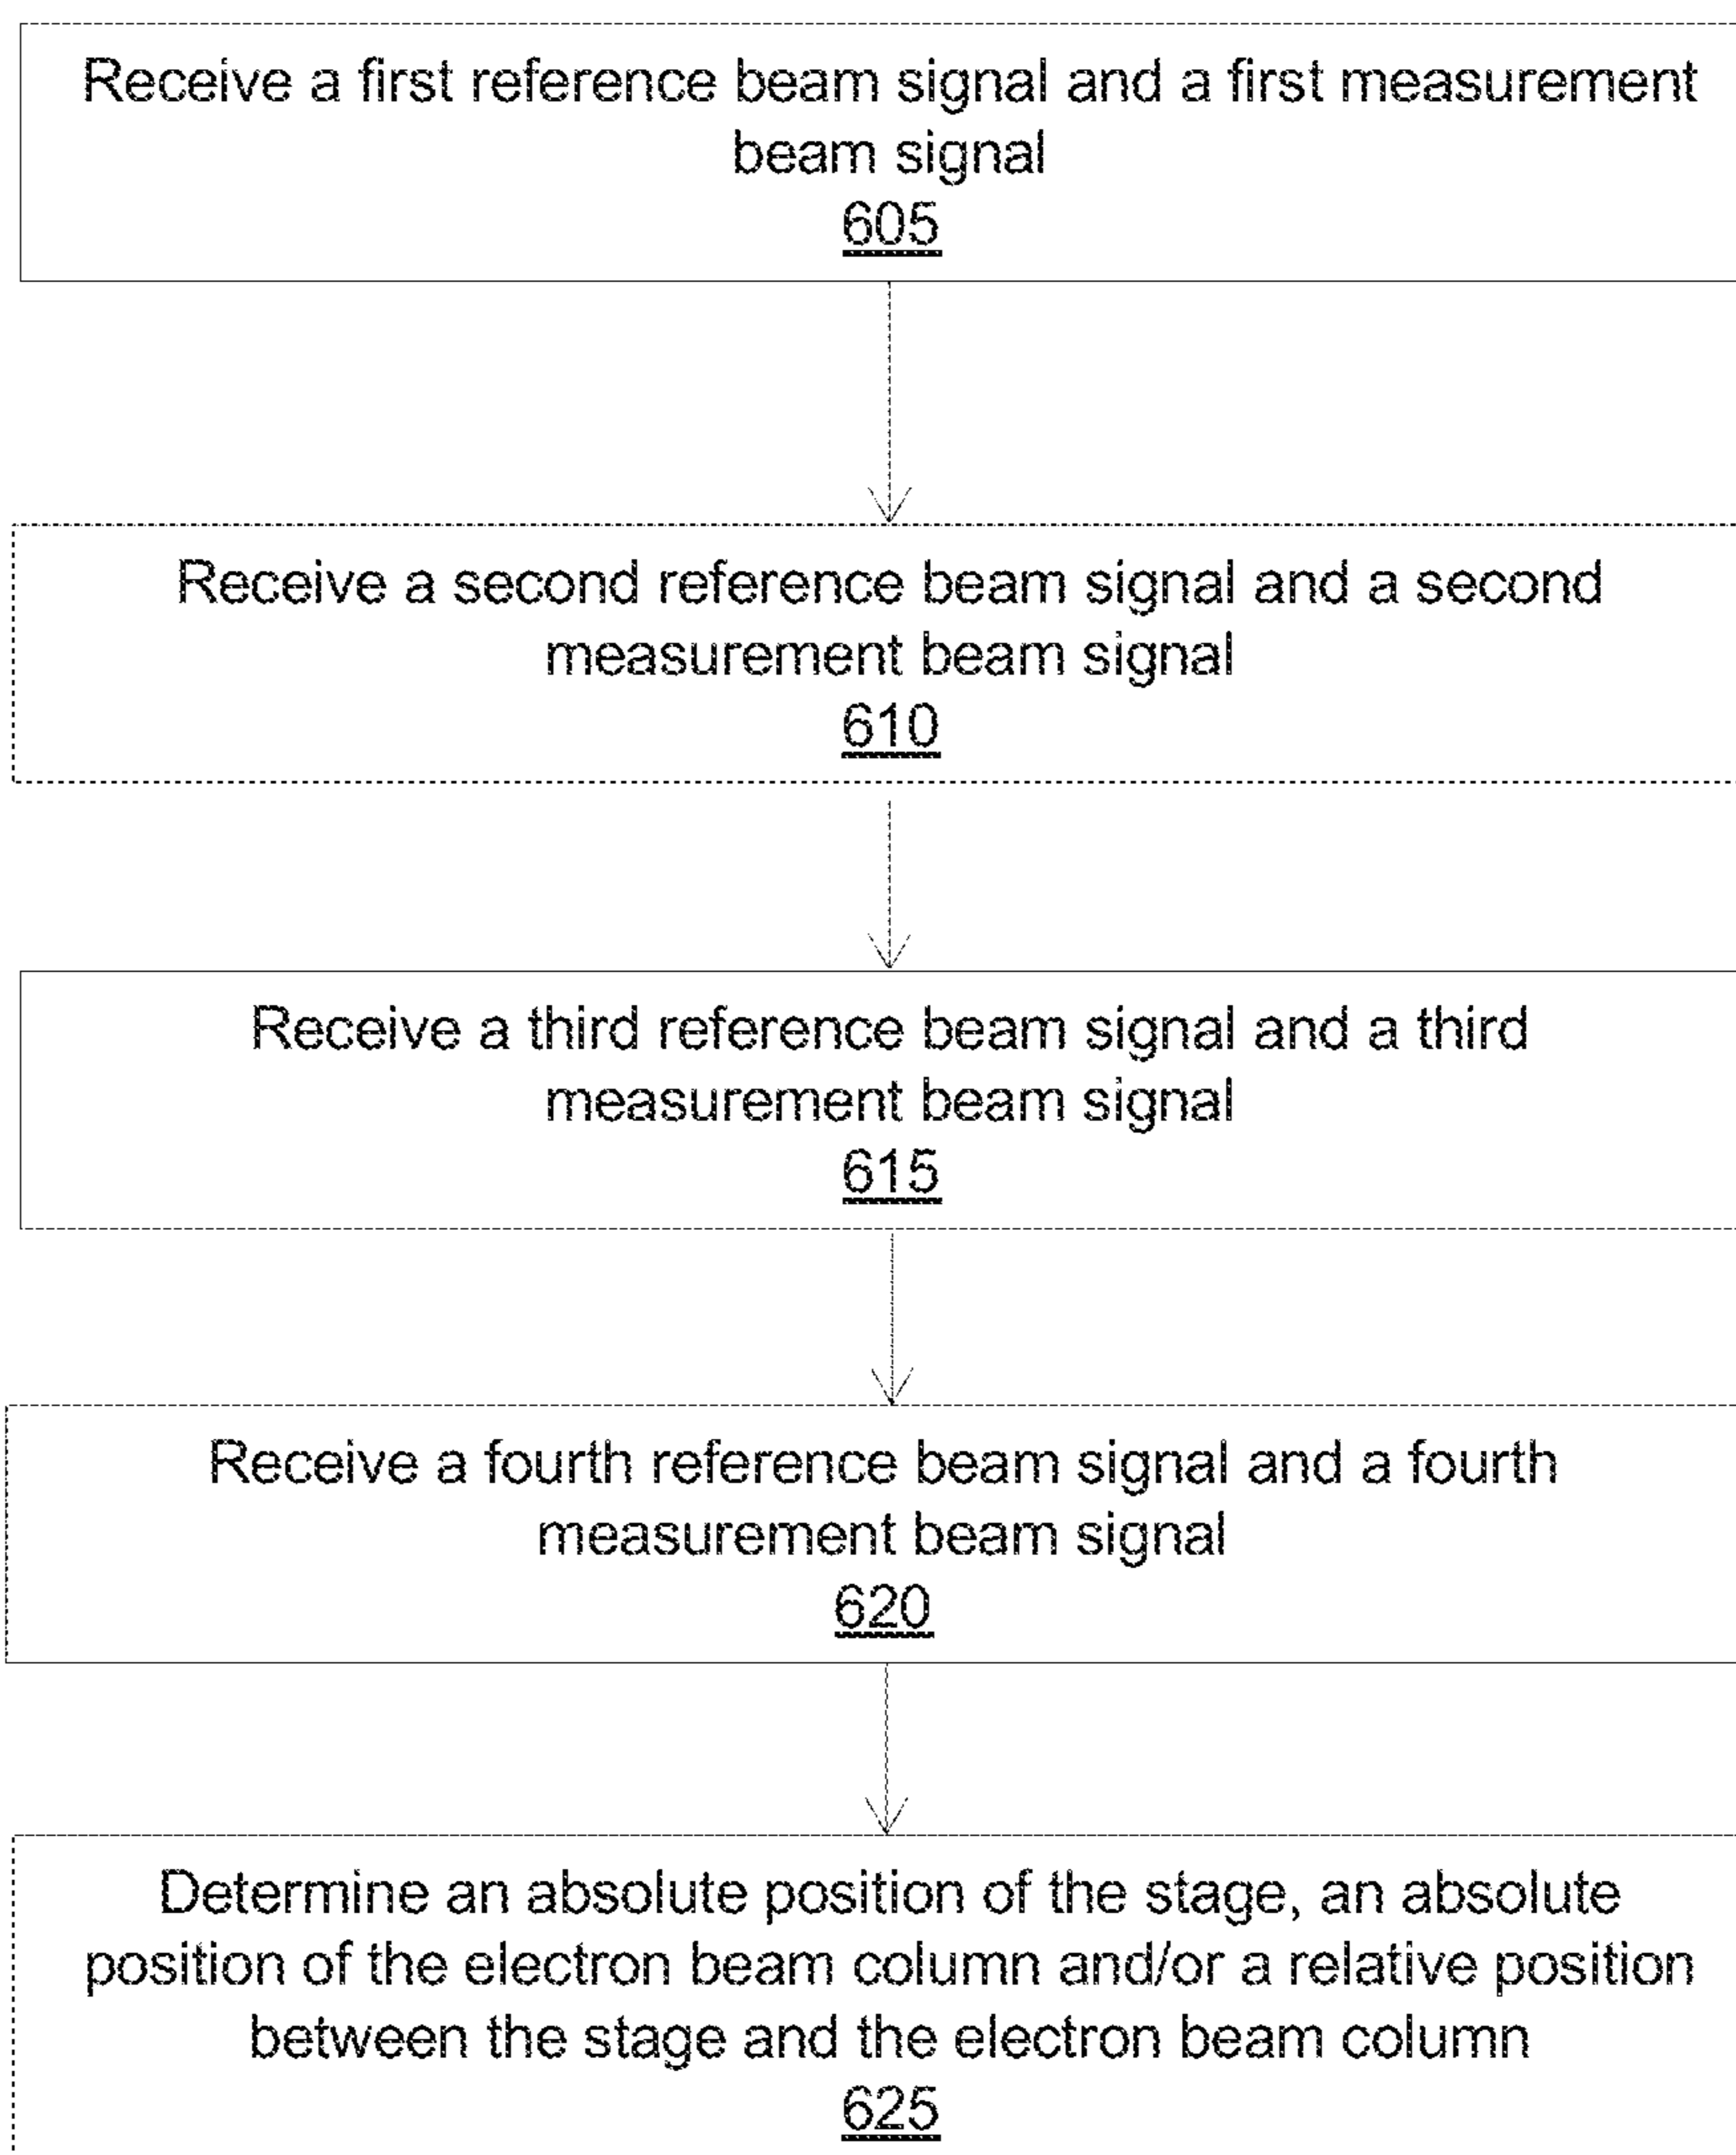 Receive a first reference beam signal and a first measurement
beam signal
605
Receive a second reference beam signal and a second
measurement beam signal
610
Receive a third reference beam signal and a third
measurement beam signal
615
Receive a fourth reference beam signal and a fourth
measurement beam signal
620
Determine an absolute position of the stage, an absolute
position of the electron beam column and/or a relative position
between the stage and the electron beam column
625